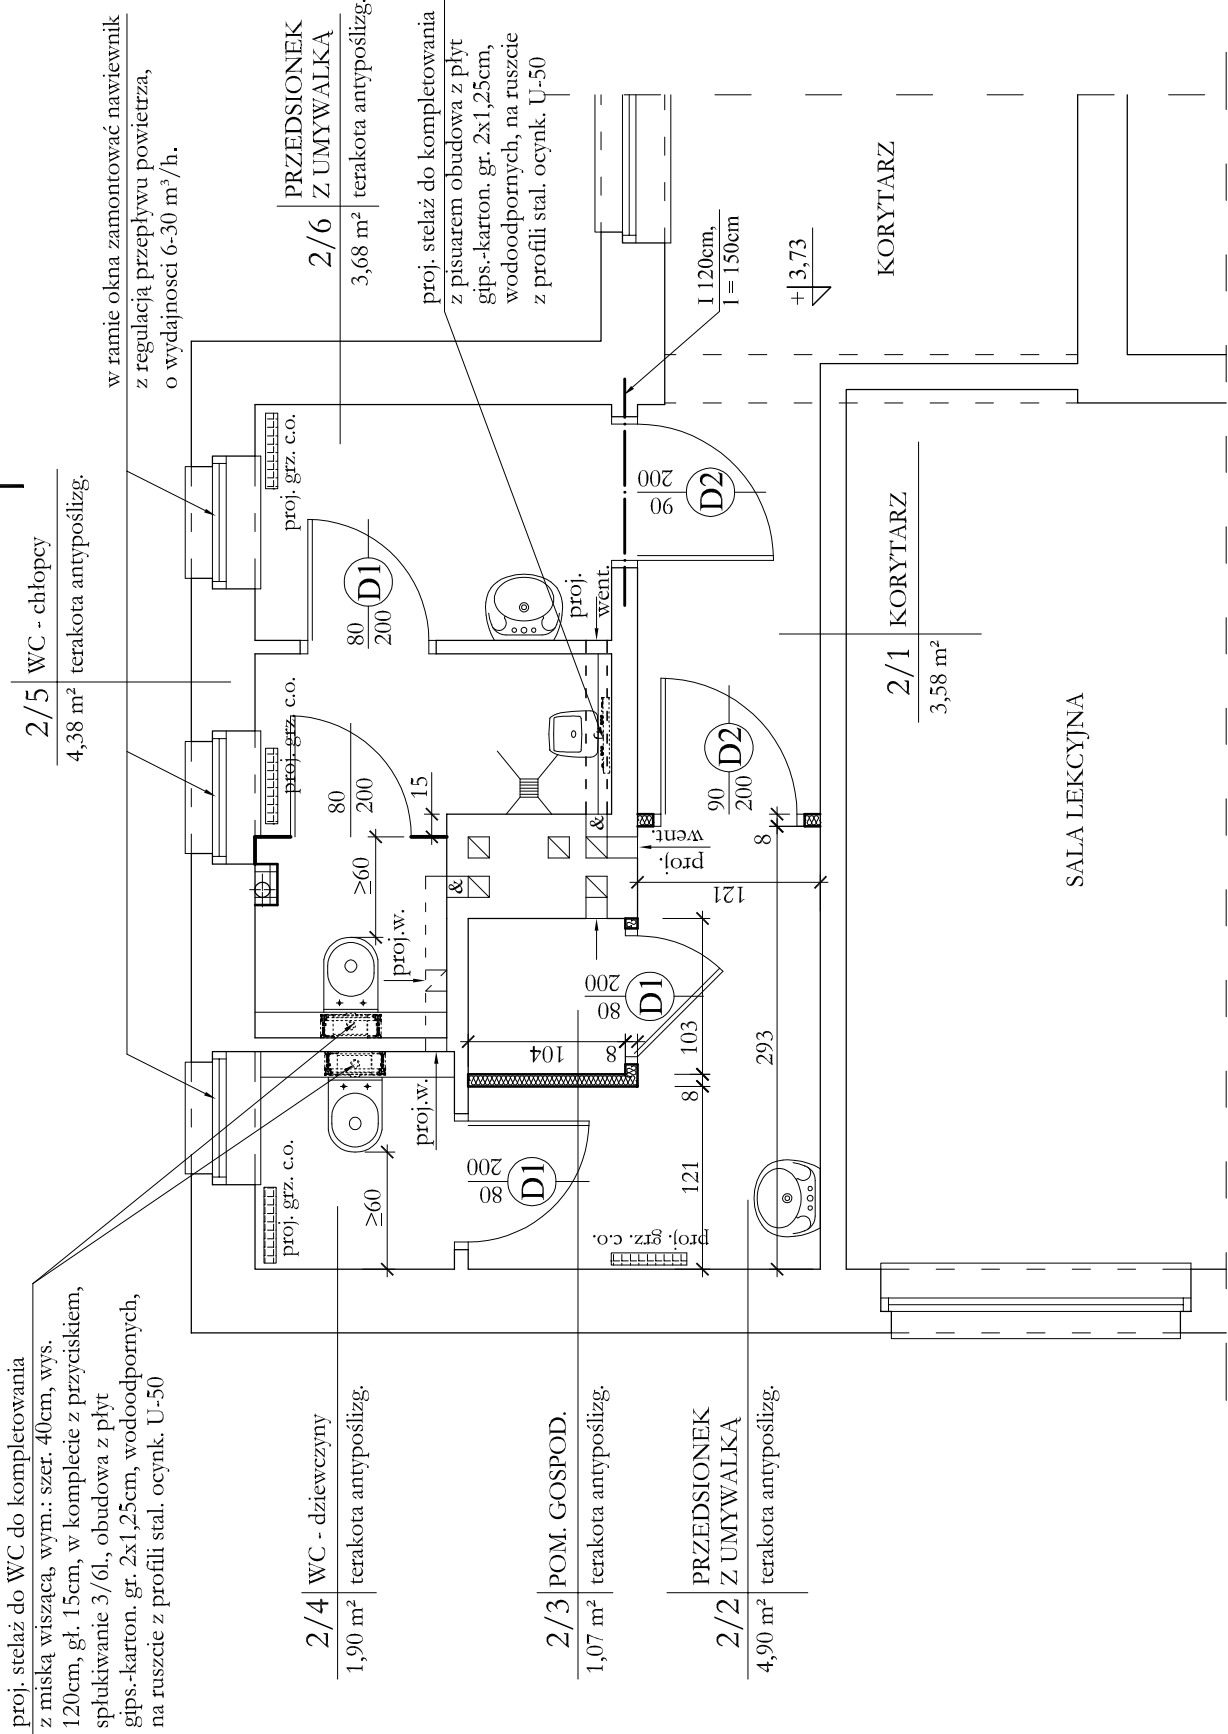 proj. stelaż do WC do kompletowania
z miską wiszącą, wym.: szer. 40cm, wys.
120cm, gł. 15cm, w komplecie z przyciskiem,
spłukiwanie 3/6l., obudowa z płyt
gips.-karton. gr. 2x1,25cm, wodoodpornych,
na ruszcie z profili stal. ocynk. U-50
2/5 WC - chłopcy
4,38 m² terakota antypoślizg.
w ramie okna zamontować nawiewnik
z regulacją przepływu powietrza,
o wydajnosci 6-30 m³/h.
PRZEDSIONEK
2/6 Z UMYWALKĄ
3,68 m² terakota antypoślizg.
proj. stelaż do kompletowania
z pisuarem obudowa z płyt
gips.-karton. gr. 2x1,25cm,
wodoodpornych, na ruszcie
z profili stal. ocynk. U-50
2/4 WC - dziewczyny
1,90 m² terakota antypoślizg.
2/3 POM. GOSPOD.
1,07 m² terakota antypoślizg.
PRZEDSIONEK
2/2 Z UMYWALKĄ
4,90 m² terakota antypoślizg.
proj. grz. c.o.
proj. grz. c.o.
proj. grz. c.o.
proj. grz. c.o.
≥60
≥60
80
200
80
200
D1
15
proj.w.
proj.w.
&
&
80
200
D1
80
200
D1
104
8
103
8
121
293
121
8
proj.
went.
proj.
went.
90
200
D2
90
200
D2
I 120cm,
l = 150cm
+ 3,73
KORYTARZ
2/1 KORYTARZ
3,58 m²
SALA LEKCYJNA